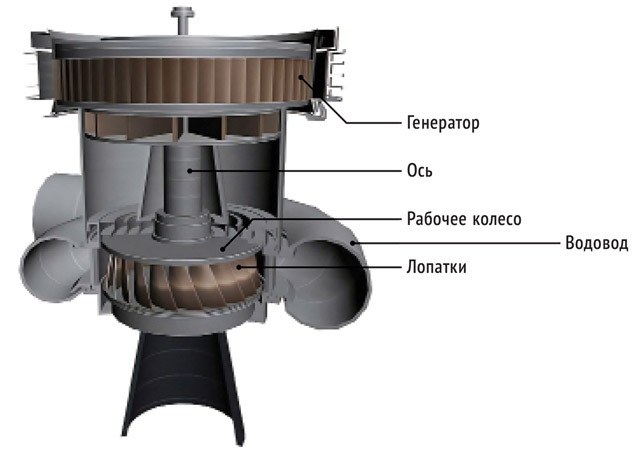 Генератор
Ось
Рабочее колесо
Водовод
Лопатки